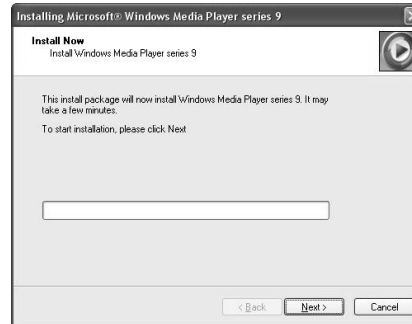 Installing Microsoft® Windows Media Player series 9
Install Now
Install Windows Media Player series 9
This install package will now install Windows Media Player series 9. It may
take a few minutes.
To start installation, please click Next
< Back
Next >
Cancel